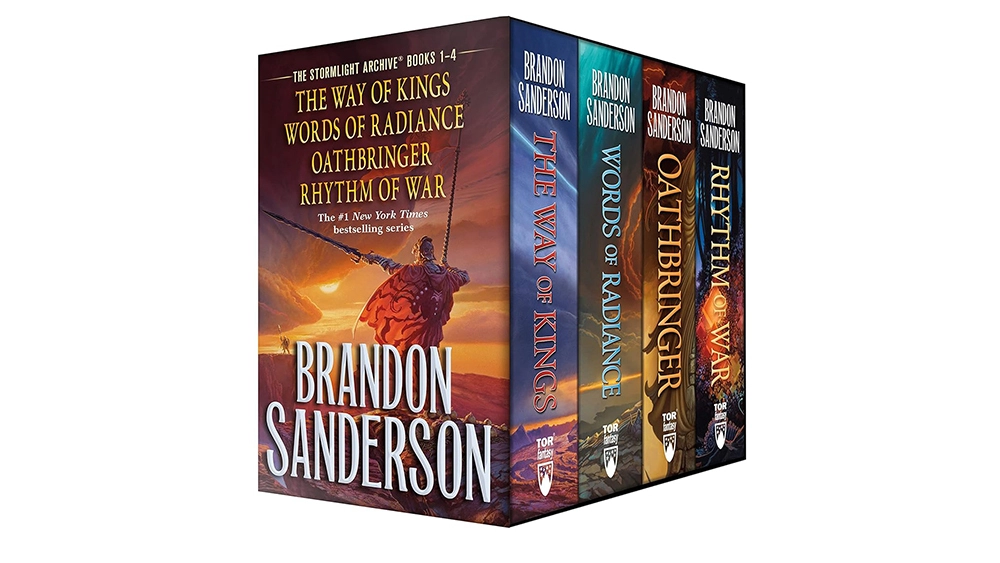 THE STORMLIGHT ARCHIVE® BOOKS 1–4
THE WAY OF KINGS
WORDS OF RADIANCE
OATHBRINGER
RHYTHM OF WAR
The #1 New York Times
bestselling series
BRANDON
SANDERSON
BRANDON
SANDERSON
THE WAY OF KINGS
TOR
fantasy
BRANDON
SANDERSON
WORDS OF RADIANCE
TOR
fantasy
BRANDON
SANDERSON
OATHBRINGER
TOR
fantasy
BRANDON
SANDERSON
RHYTHM OF WAR
TOR
fantasy